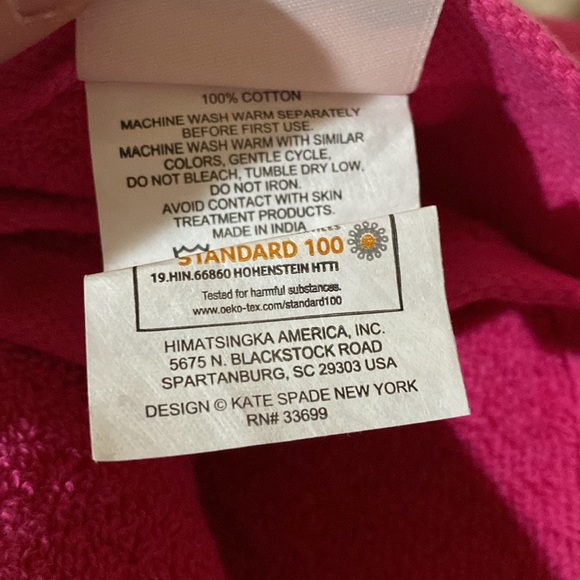 100% COTTON
MACHINE WASH WARM SEPARATELY
BEFORE FIRST USE.
MACHINE WASH WARM WITH SIMILAR
COLORS, GENTLE CYCLE,
DO NOT BLEACH, TUMBLE DRY LOW,
DO NOT IRON.
AVOID CONTACT WITH SKIN
TREATMENT PRODUCTS.
MADE IN INDIA
STANDARD 100
19.HIN.66860 HOHENSTEIN HTTI
Tested for harmful substances.
www.oeko-tex.com/standard100
HIMATSINGKA AMERICA, INC.
5675 N. BLACKSTOCK ROAD
SPARTANBURG, SC 29303 USA
DESIGN © KATE SPADE NEW YORK
RN# 33699